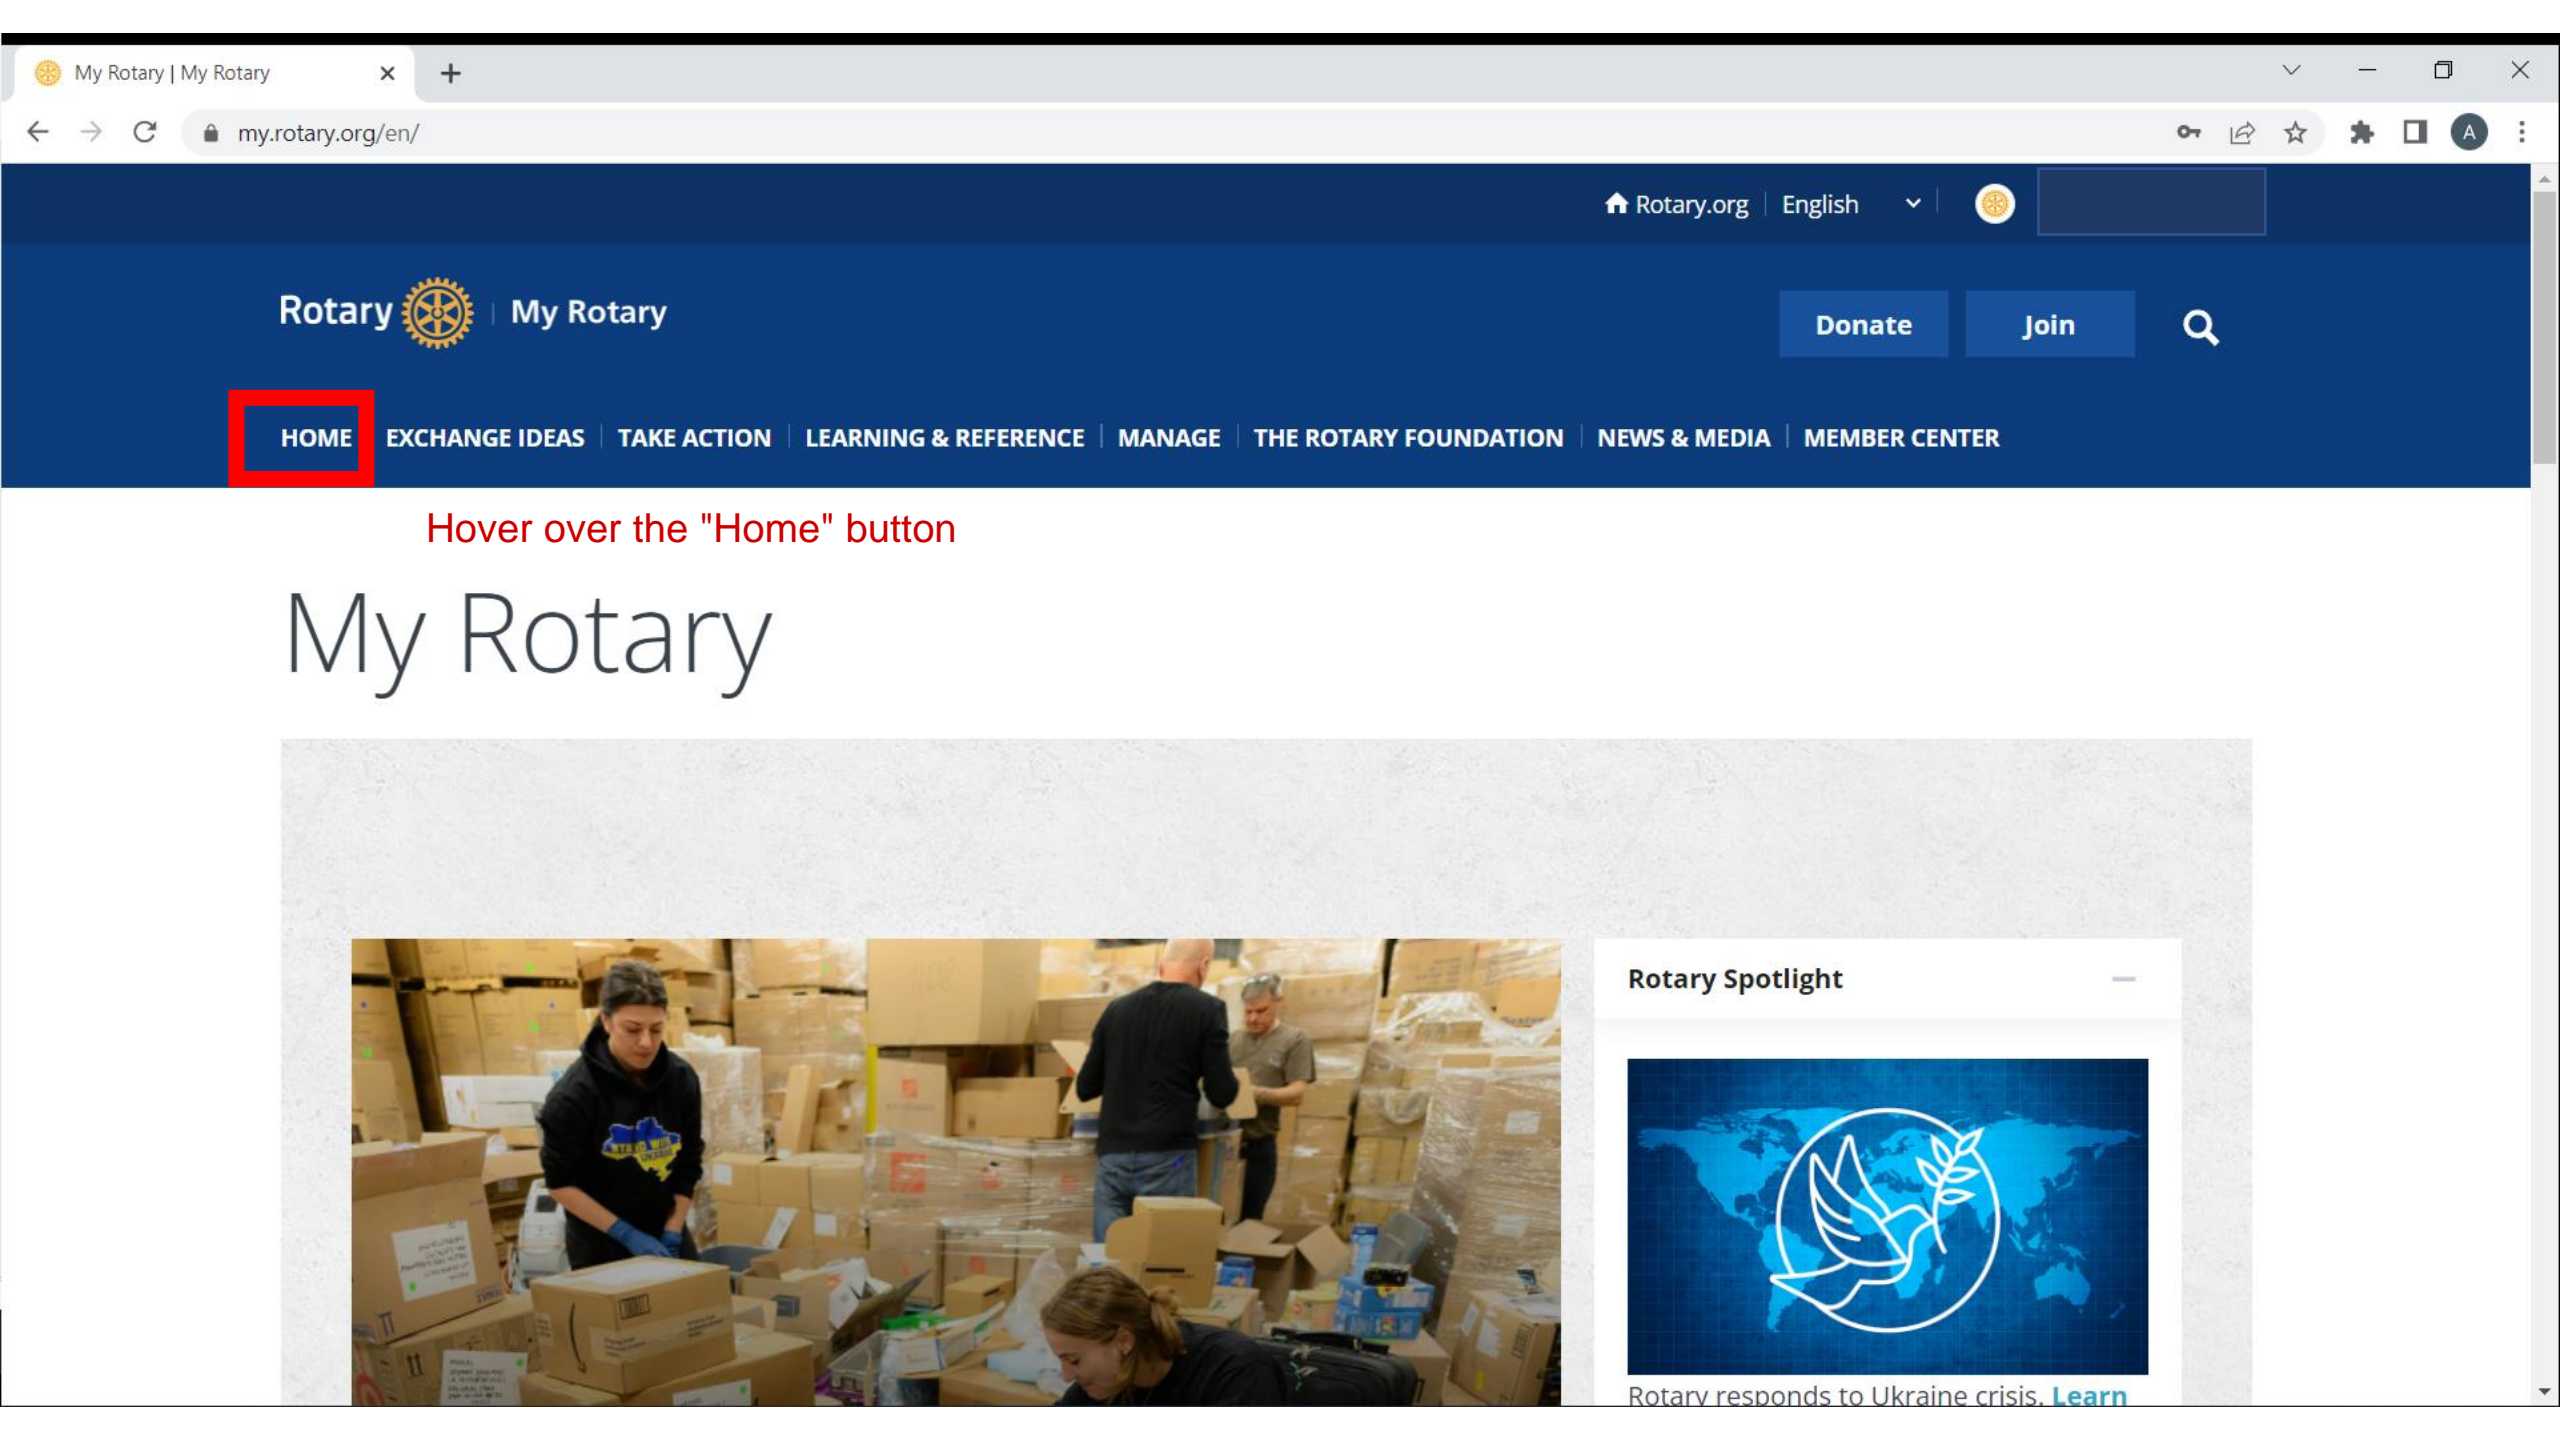 My Rotary | My Rotary
my.rotary.org/en/
A
Rotary.org English
Rotary My Rotary
Donate Join
HOME EXCHANGE IDEAS TAKE ACTION LEARNING & REFERENCE MANAGE THE ROTARY FOUNDATION NEWS & MEDIA MEMBER CENTER
Hover over the "Home" button
My Rotary
Rotary Spotlight
UKRAINE
Rotary responds to Ukraine crisis. Learn